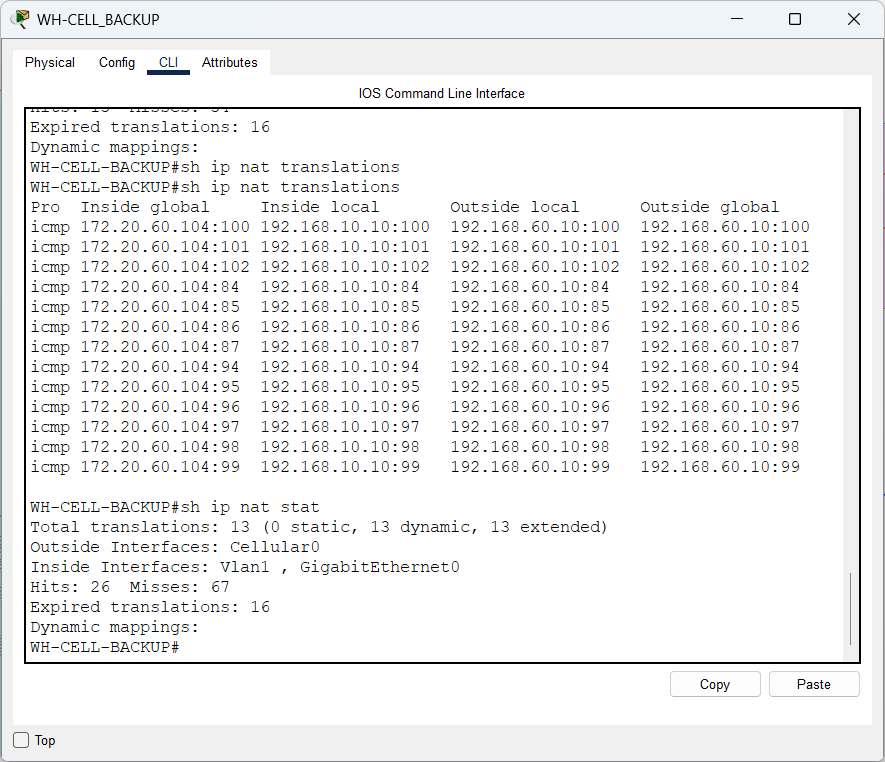 WH-CELL_BACKUP
Physical Config CLI Attributes
IOS Command Line Interface
Expired translations: 16
Dynamic mappings:
WH-CELL-BACKUP#sh ip nat translations
WH-CELL-BACKUP#sh ip nat translations
Pro  Inside global     Inside local       Outside local      Outside global
icmp 172.20.60.104:100 192.168.10.10:100  192.168.60.10:100  192.168.60.10:100
icmp 172.20.60.104:101 192.168.10.10:101  192.168.60.10:101  192.168.60.10:101
icmp 172.20.60.104:102 192.168.10.10:102  192.168.60.10:102  192.168.60.10:102
icmp 172.20.60.104:84  192.168.10.10:84   192.168.60.10:84   192.168.60.10:84
icmp 172.20.60.104:85  192.168.10.10:85   192.168.60.10:85   192.168.60.10:85
icmp 172.20.60.104:86  192.168.10.10:86   192.168.60.10:86   192.168.60.10:86
icmp 172.20.60.104:87  192.168.10.10:87   192.168.60.10:87   192.168.60.10:87
icmp 172.20.60.104:94  192.168.10.10:94   192.168.60.10:94   192.168.60.10:94
icmp 172.20.60.104:95  192.168.10.10:95   192.168.60.10:95   192.168.60.10:95
icmp 172.20.60.104:96  192.168.10.10:96   192.168.60.10:96   192.168.60.10:96
icmp 172.20.60.104:97  192.168.10.10:97   192.168.60.10:97   192.168.60.10:97
icmp 172.20.60.104:98  192.168.10.10:98   192.168.60.10:98   192.168.60.10:98
icmp 172.20.60.104:99  192.168.10.10:99   192.168.60.10:99   192.168.60.10:99
WH-CELL-BACKUP#sh ip nat stat
Total translations: 13 (0 static, 13 dynamic, 13 extended)
Outside Interfaces: Cellular0
Inside Interfaces: Vlan1 , GigabitEthernet0
Hits: 26  Misses: 67
Expired translations: 16
Dynamic mappings:
WH-CELL-BACKUP#
Copy Paste
Top